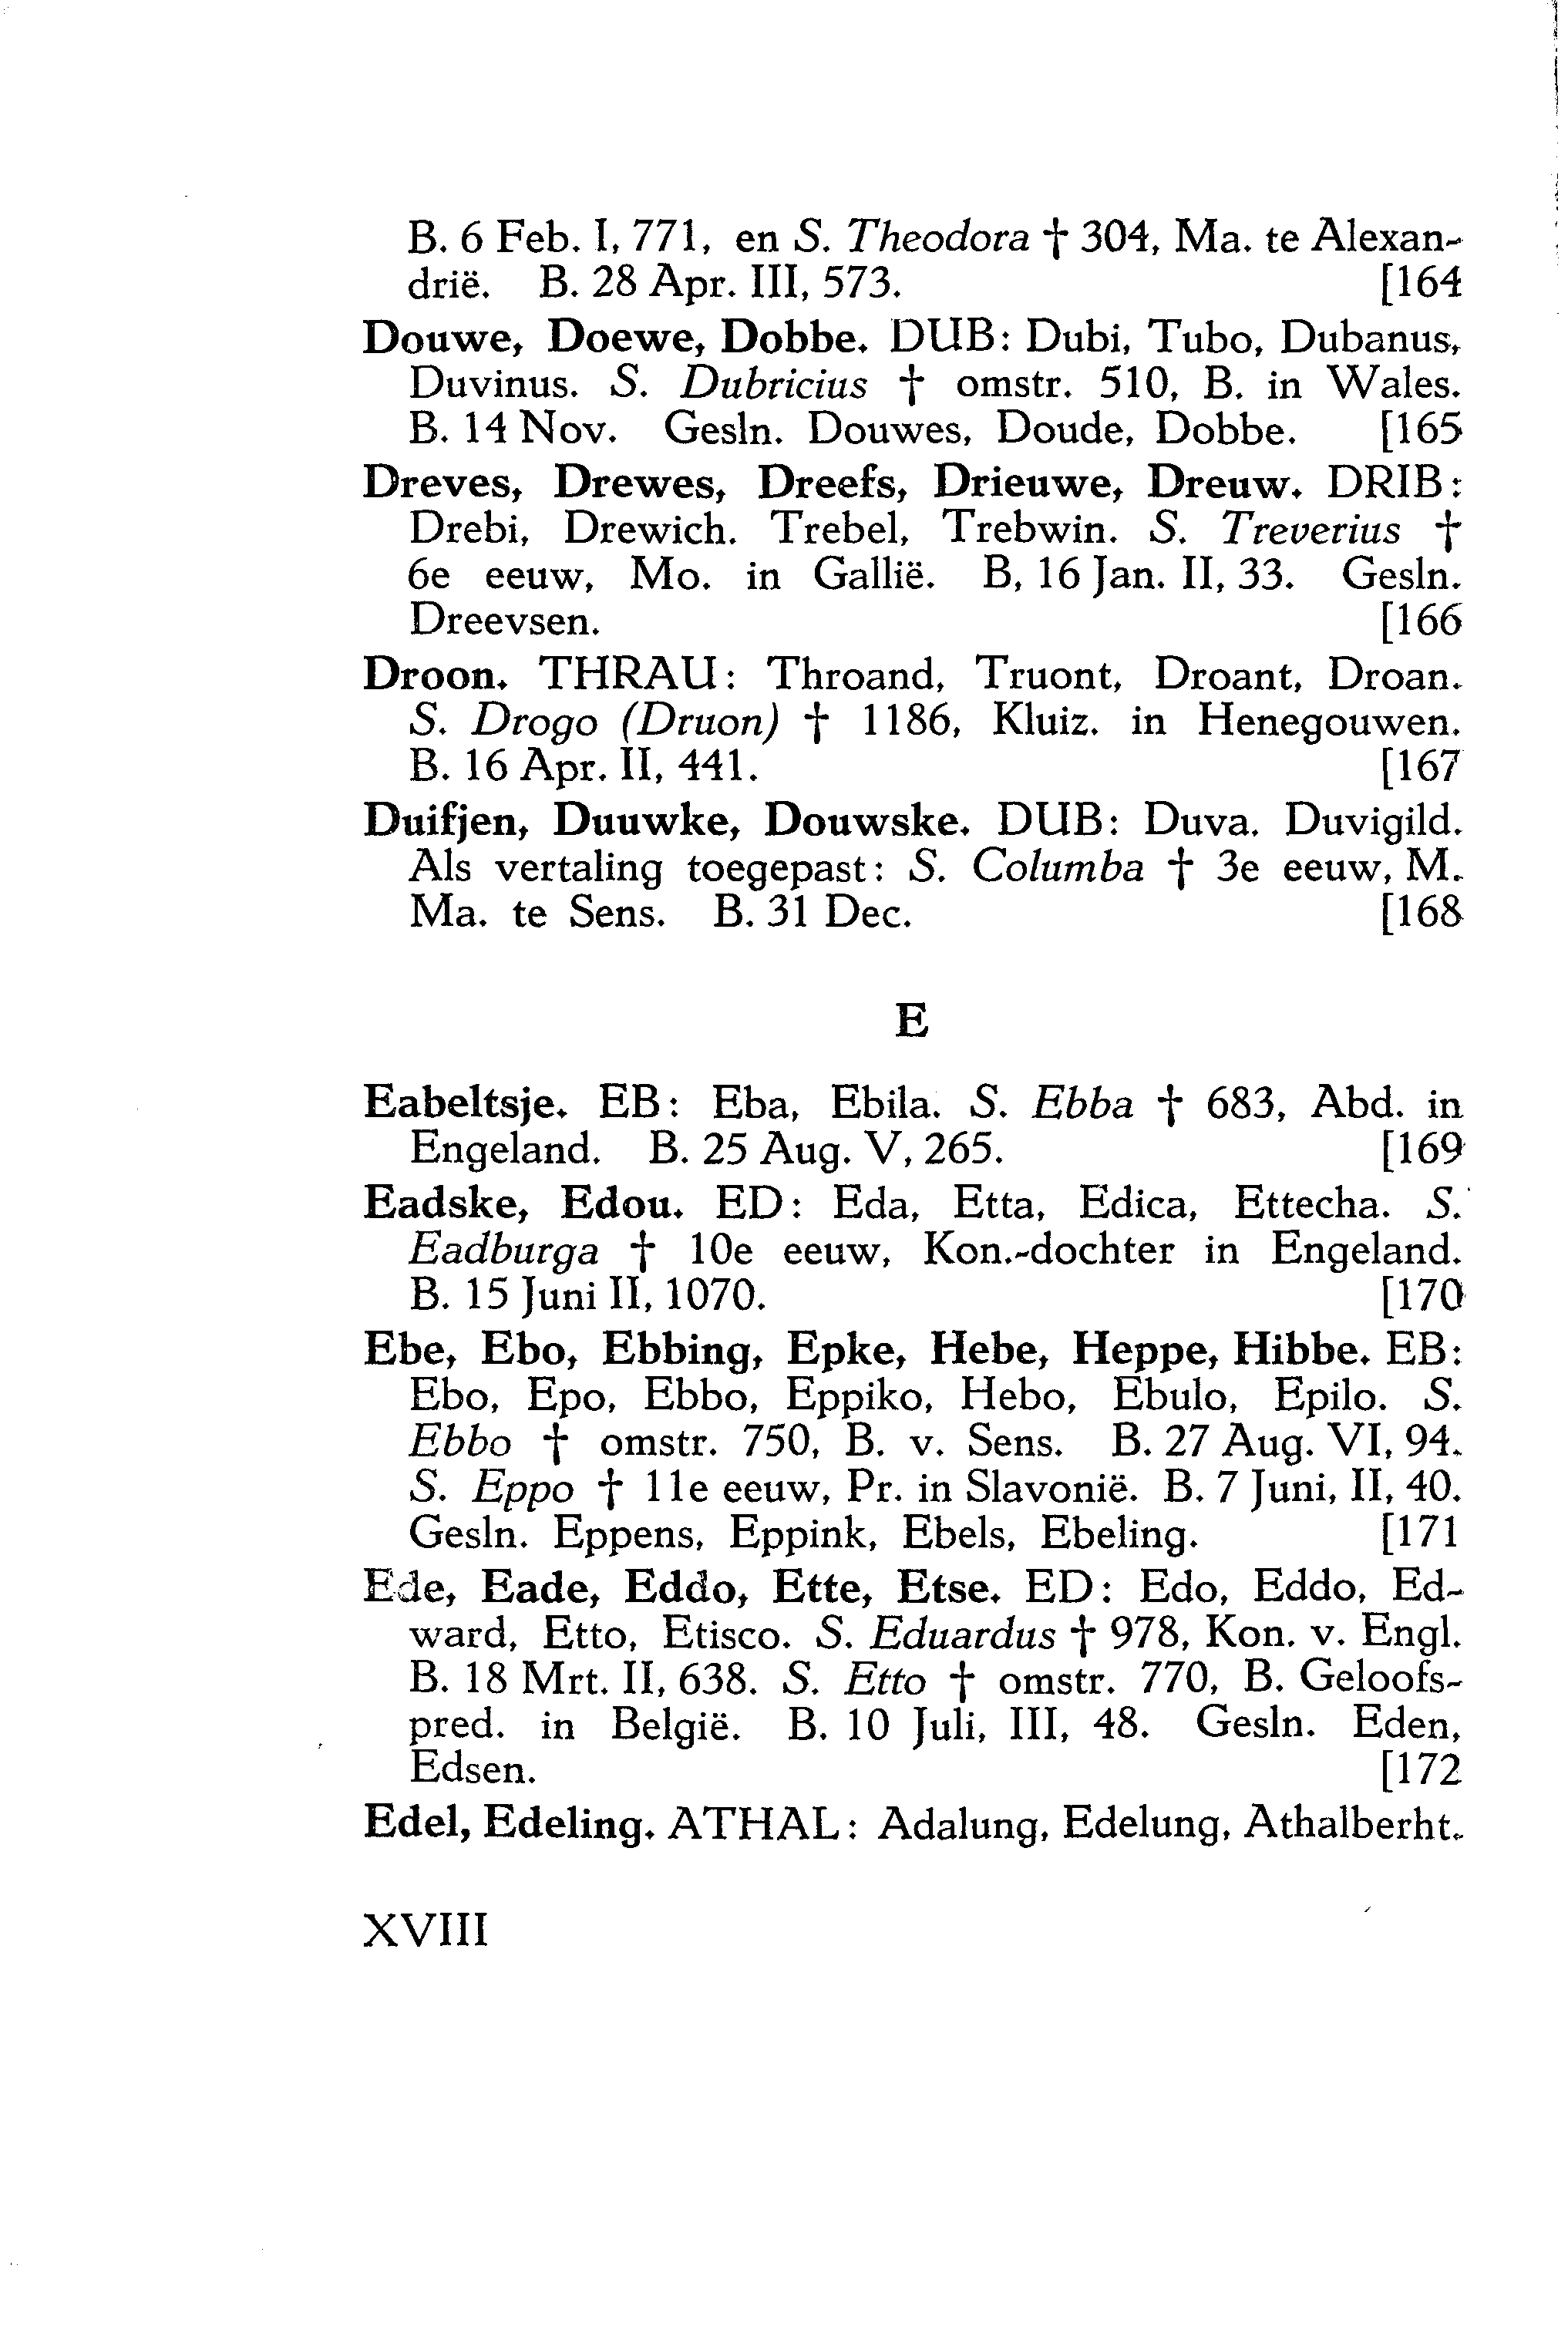 B. 6 Feb. I, 771, en S. Theodora † 304, Ma. te Alexan-
drië. B. 28 Apr. III, 573. [164
Douwe, Doewe, Dobbe. DUB: Dubi, Tubo, Dubanus,
Duvinus. S. Dubricius † omstr. 510, B. in Wales.
B. 14 Nov. Gesln. Douwes, Doude, Dobbe. [165
Dreves, Drewes, Dreefs, Drieuwe, Dreuw. DRIB:
Drebi, Drewich. Trebel, Trebwin. S. Treverius †
6e eeuw, Mo. in Gallië. B, 16 Jan. II, 33. Gesln.
Dreevsen. [166
Droon. THRAU: Throand, Truont, Droant, Droan.
S. Drogo (Druon) † 1186, Kluiz. in Henegouwen.
B. 16 Apr. II, 441. [167
Duifjen, Duuwke, Douwske. DUB: Duva. Duvigild.
Als vertaling toegepast: S. Columba † 3e eeuw, M.
Ma. te Sens. B. 31 Dec. [168
E
Eabeltsje. EB: Eba, Ebila. S. Ebba † 683, Abd. in
Engeland. B. 25 Aug. V, 265. [169
Eadske, Edou. ED: Eda, Etta, Edica, Ettecha. S.
Eadburga † 10e eeuw, Kon.-dochter in Engeland.
B. 15 Juni II, 1070. [170
Ebe, Ebo, Ebbing, Epke, Hebe, Heppe, Hibbe. EB:
Ebo, Epo, Ebbo, Eppiko, Hebo, Ebulo, Epilo. S.
Ebbo † omstr. 750, B. v. Sens. B. 27 Aug. VI, 94.
S. Eppo † 11e eeuw, Pr. in Slavonië. B. 7 Juni, II, 40.
Gesln. Eppens, Eppink, Ebels, Ebeling. [171
Ede, Eade, Eddo, Ette, Etse. ED: Edo, Eddo, Ed-
ward, Etto, Etisco. S. Eduardus † 978, Kon. v. Engl.
B. 18 Mrt. II, 638. S. Etto † omstr. 770, B. Geloofs-
pred. in België. B. 10 Juli, III, 48. Gesln. Eden,
Edsen. [172
Edel, Edeling. ATHAL: Adalung, Edelung, Athalberht.
XVIII